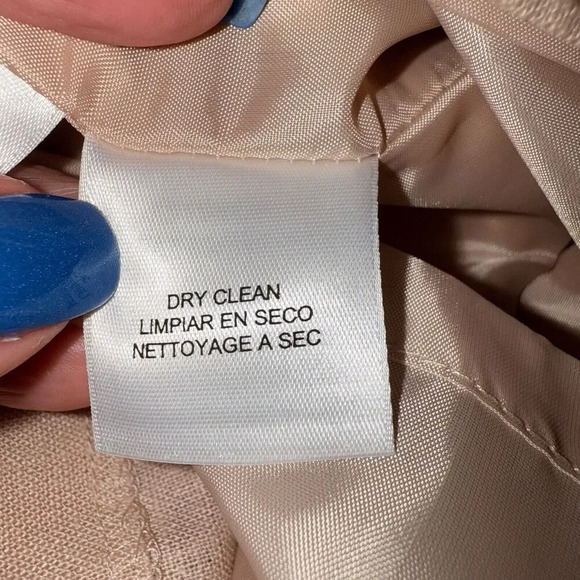 DRY CLEAN
LIMPIAR EN SECO
NETTOYAGE A SEC